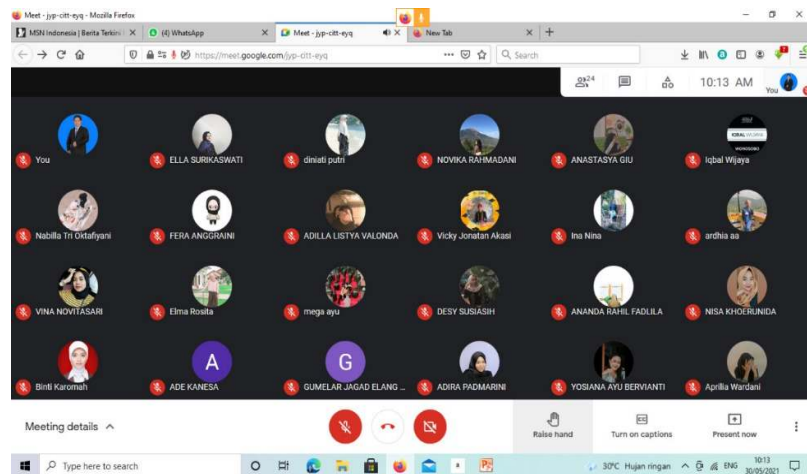 Meet - jyp-citt-eyq - Mozilla Firefox
MSN Indonesia | Berita Terkini
(4) WhatsApp
Meet - jyp-citt-eyq
New Tab
https://meet.google.com/jyp-citt-eyq
Search
24
10:13 AM
You
You
ELLA SURIKASWATI
diniati putri
NOVIKA RAHMADANI
ANASTASYA GIU
Iqbal Wijaya
Nabilla Tri Oktafiyani
FERA ANGGRAINI
ADILLA LISTYA VALONDA
Vicky Jonatan Akasi
Ina Nina
ardhia aa
VINA NOVITASARI
Elma Rosita
mega ayu
DESY SUSIASIH
ANANDA RAHIL FADLILA
NISA KHOERUNIDA
A
G
Binti Karomah
ADE KANESA
GUMELAR JAGAD ELANG ...
ADIRA PADMARINI
YOSIANA AYU BERVIANTI
Aprilia Wardani
Meeting details
Raise hand
Turn on captions
Present now
Type here to search
30°C Hujan ringan
ENG
10:13
30/05/2021